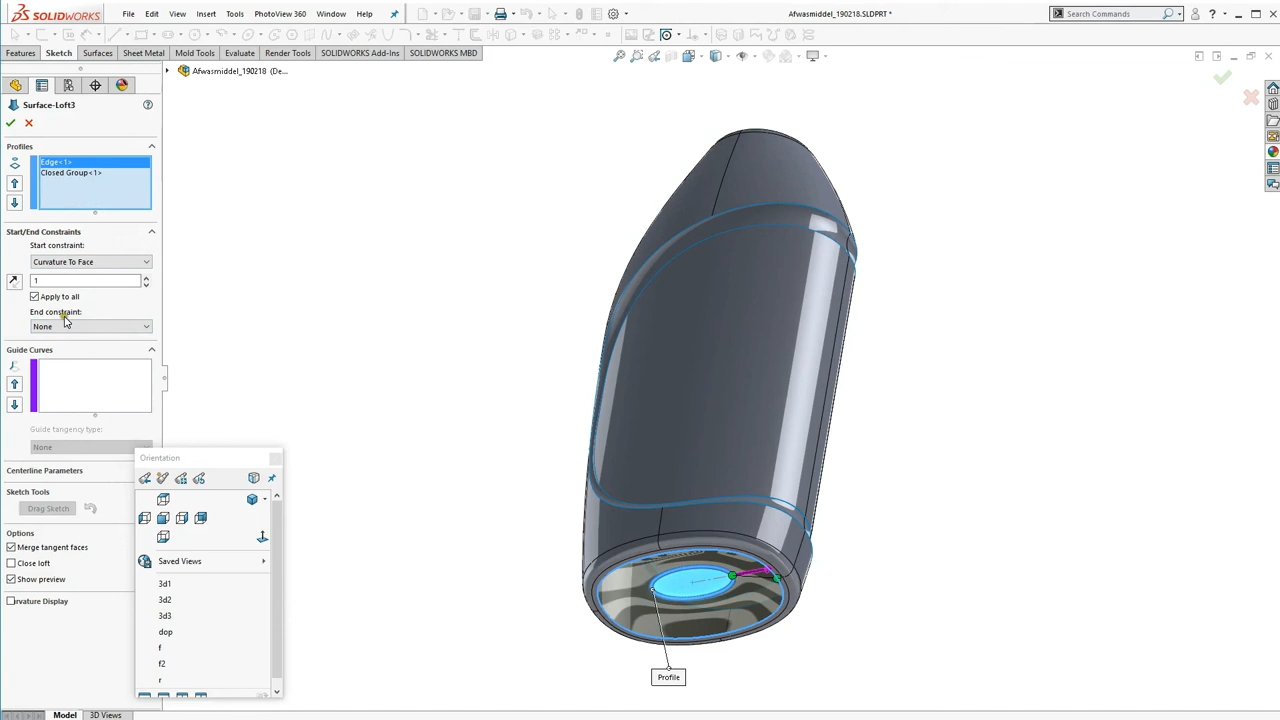 SOLIDWORKS File Edit View Insert Tools PhotoView 360 Window Help Afwasmiddel_190218.SLDPRT * Search Commands
Features Sketch Surfaces Sheet Metal Mold Tools Evaluate Render Tools SOLIDWORKS Add-Ins SOLIDWORKS MBD
Afwasmiddel_190218 (De...
Surface-Loft3
Profiles
Edge<1>
Closed Group<1>
Start/End Constraints
Start constraint:
Curvature To Face
1
Apply to all
End constraint:
None
Guide Curves
Guide tangency type:
None
Centerline Parameters
Sketch Tools
Drag Sketch
Options
Merge tangent faces
Close loft
Show preview
urvature Display
Orientation
Saved Views
3d1
3d2
3d3
dop
f
f2
r
Profile
Model 3D Views